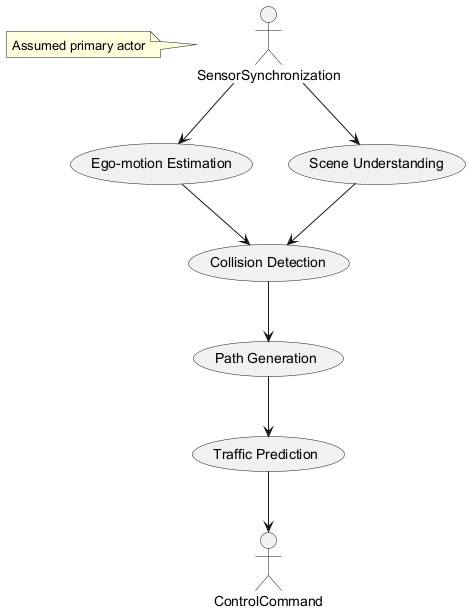 Assumed primary actor
SensorSynchronization
Ego-motion Estimation
Scene Understanding
Collision Detection
Path Generation
Traffic Prediction
ControlCommand